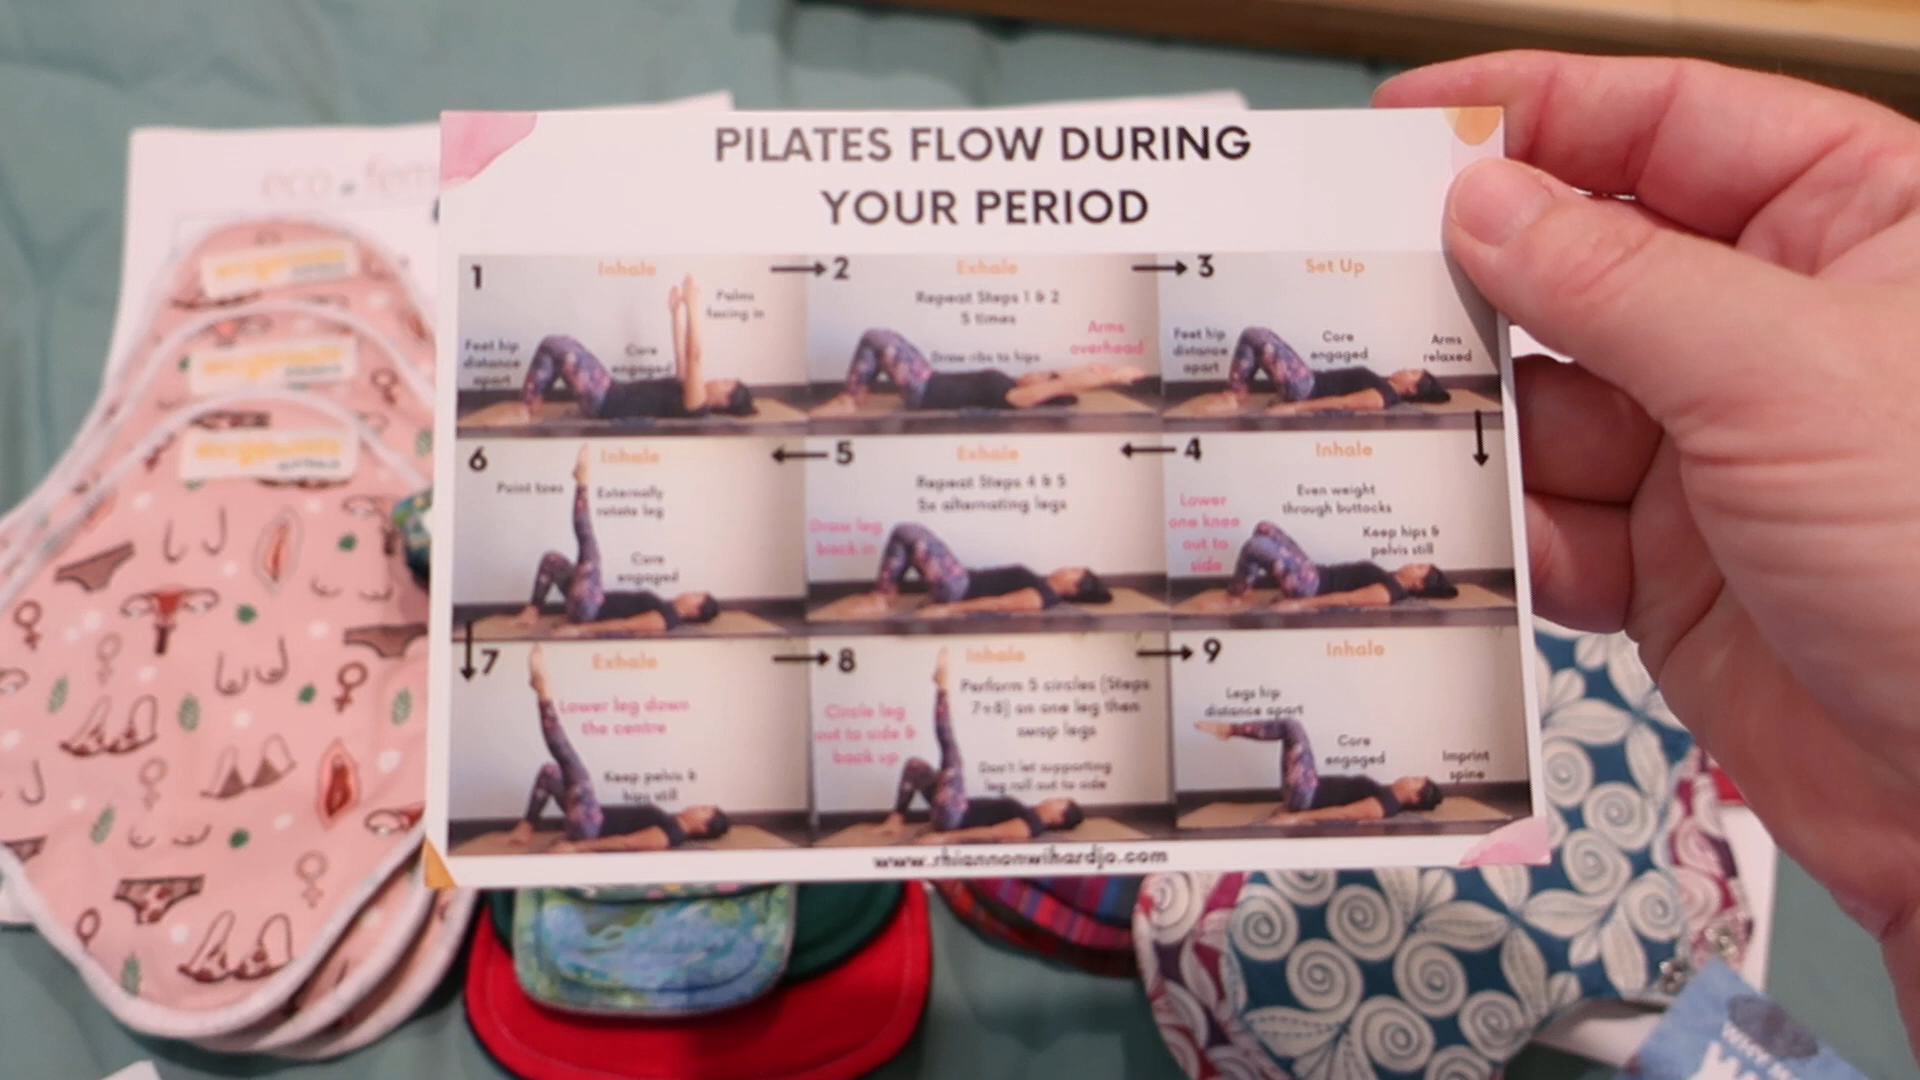 eco fem
PILATES FLOW DURING
YOUR PERIOD
1
Inhale
Palms
facing in
Feet hip
distance
apart
Core
engaged
2
Exhale
Repeat Steps 1 & 2
5 times
Arms
overhead
Draw ribs to hips
3
Set Up
Feet hip
distance
apart
Core
engaged
Arms
relaxed
4
Inhale
Even weight
through buttocks
Lower
one knee
out to
side
Keep hips &
pelvis still
5
Exhale
Repeat Steps 4 & 5
5x alternating legs
Draw leg
back in
6
Inhale
Point toes
Externally
rotate leg
Core
engaged
7
Exhale
Lower leg down
the centre
Keep pelvis &
hips still
8
Inhale
Perform 5 circles (Steps
7+8) on one leg then
swap legs
Circle leg
out to side &
back up
Don't let supporting
leg roll out to side
9
Inhale
Legs hip
distance apart
Core
engaged
Imprint
spine
www.rhiannonwihardjo.com